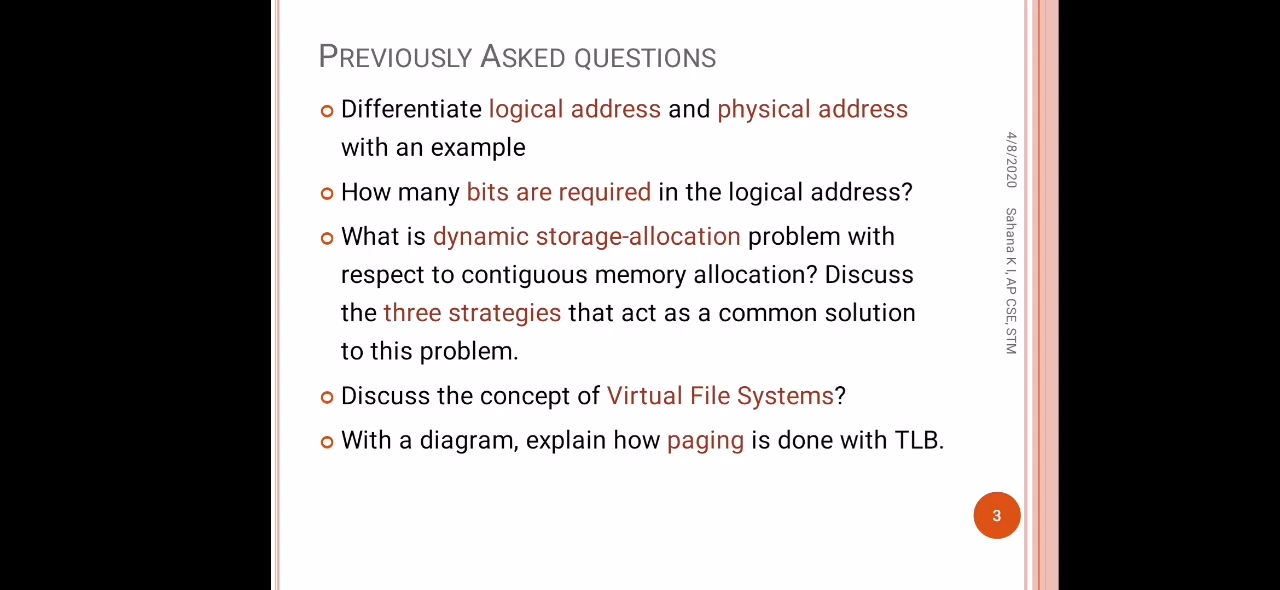 PREVIOUSLY ASKED QUESTIONS
Differentiate logical address and physical address
with an example
How many bits are required in the logical address?
What is dynamic storage-allocation problem with
respect to contiguous memory allocation? Discuss
the three strategies that act as a common solution
to this problem.
Discuss the concept of Virtual File Systems?
With a diagram, explain how paging is done with TLB.
4/8/2020 Sahana K I, AP CSE, STM
3